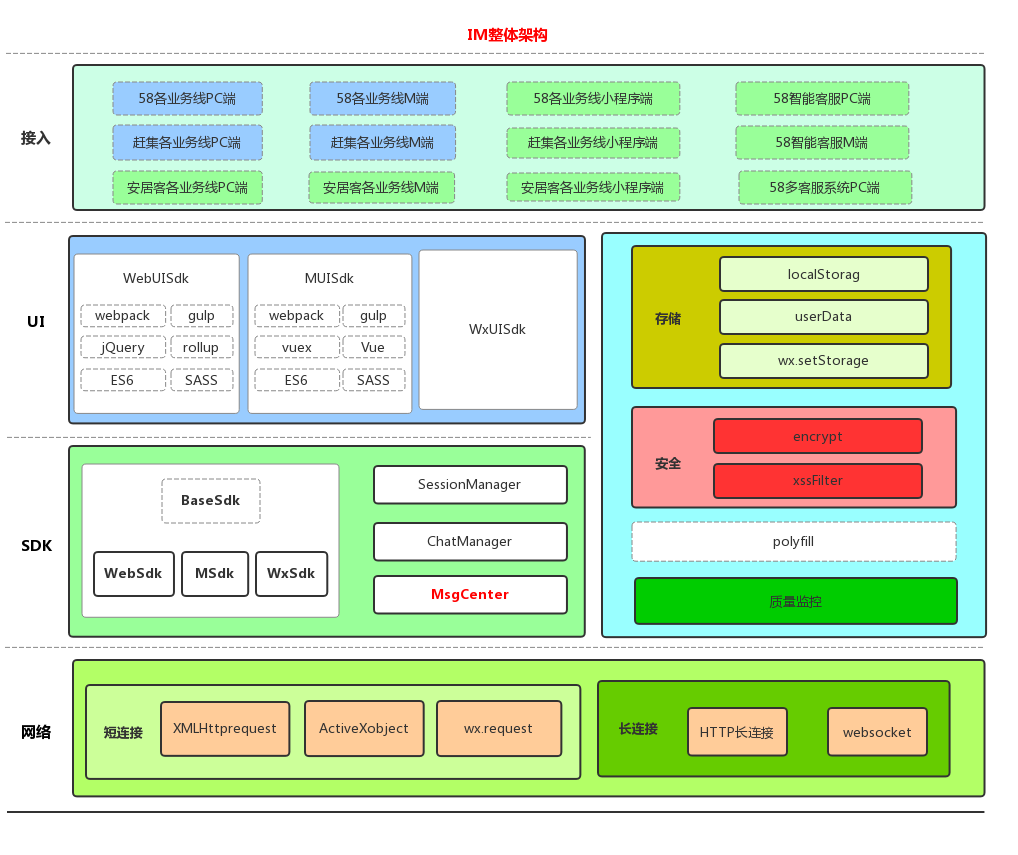 IM整体架构
接入
58各业务线PC端
58各业务线M端
58各业务线小程序端
58智能客服PC端
赶集各业务线PC端
赶集各业务线M端
赶集各业务线小程序端
58智能客服M端
安居客各业务线PC端
安居客各业务线M端
安居客各业务线小程序端
58多客服系统PC端
UI
WebUISdk
webpack
gulp
jQuery
rollup
ES6
SASS
MUISdk
webpack
gulp
vuex
Vue
ES6
SASS
WxUISdk
存储
localStorag
userData
wx.setStorage
安全
encrypt
xssFilter
polyfill
质量监控
SDK
BaseSdk
WebSdk
MSdk
WxSdk
SessionManager
ChatManager
MsgCenter
网络
短连接
XMLHttprequest
ActiveXobject
wx.request
长连接
HTTP长连接
websocket